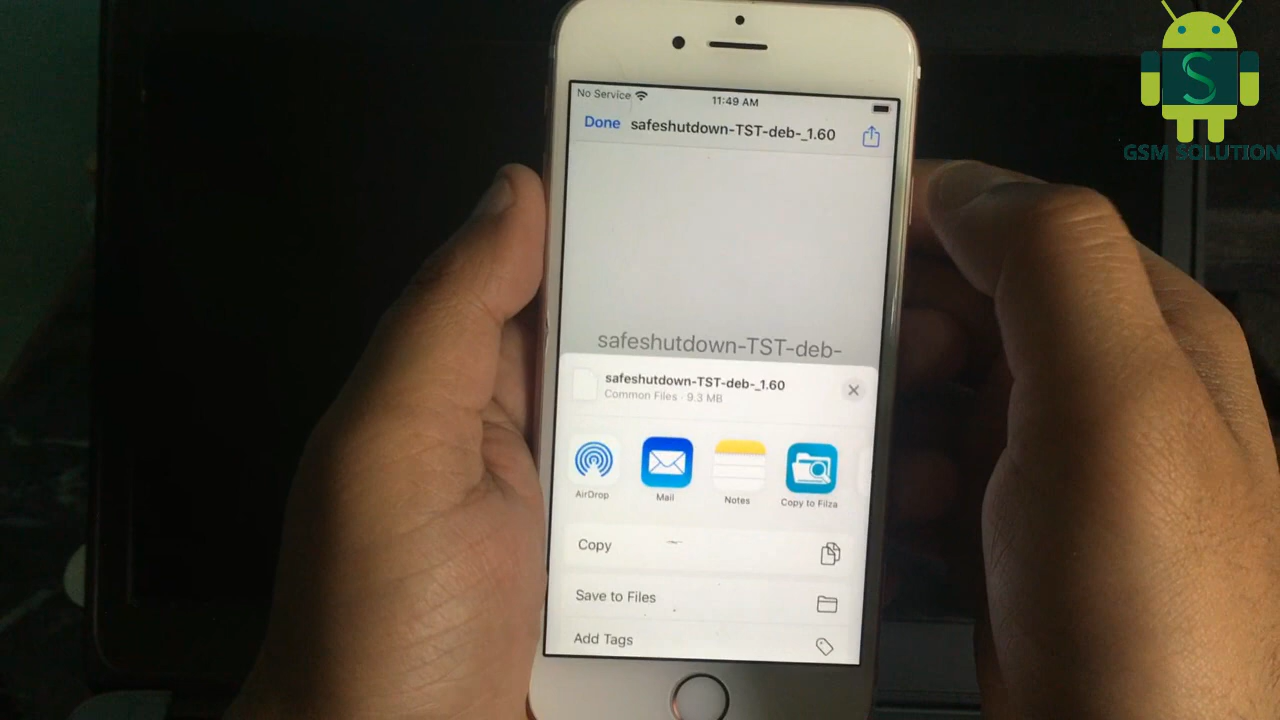 No Service
11:49 AM
Done
safeshutdown-TST-deb-_1.60
safeshutdown-TST-deb-
safeshutdown-TST-deb-_1.60
Common Files · 9.3 MB
AirDrop
Mail
Notes
Copy to Filza
Copy
Save to Files
Add Tags
S
GSM SOLUTION